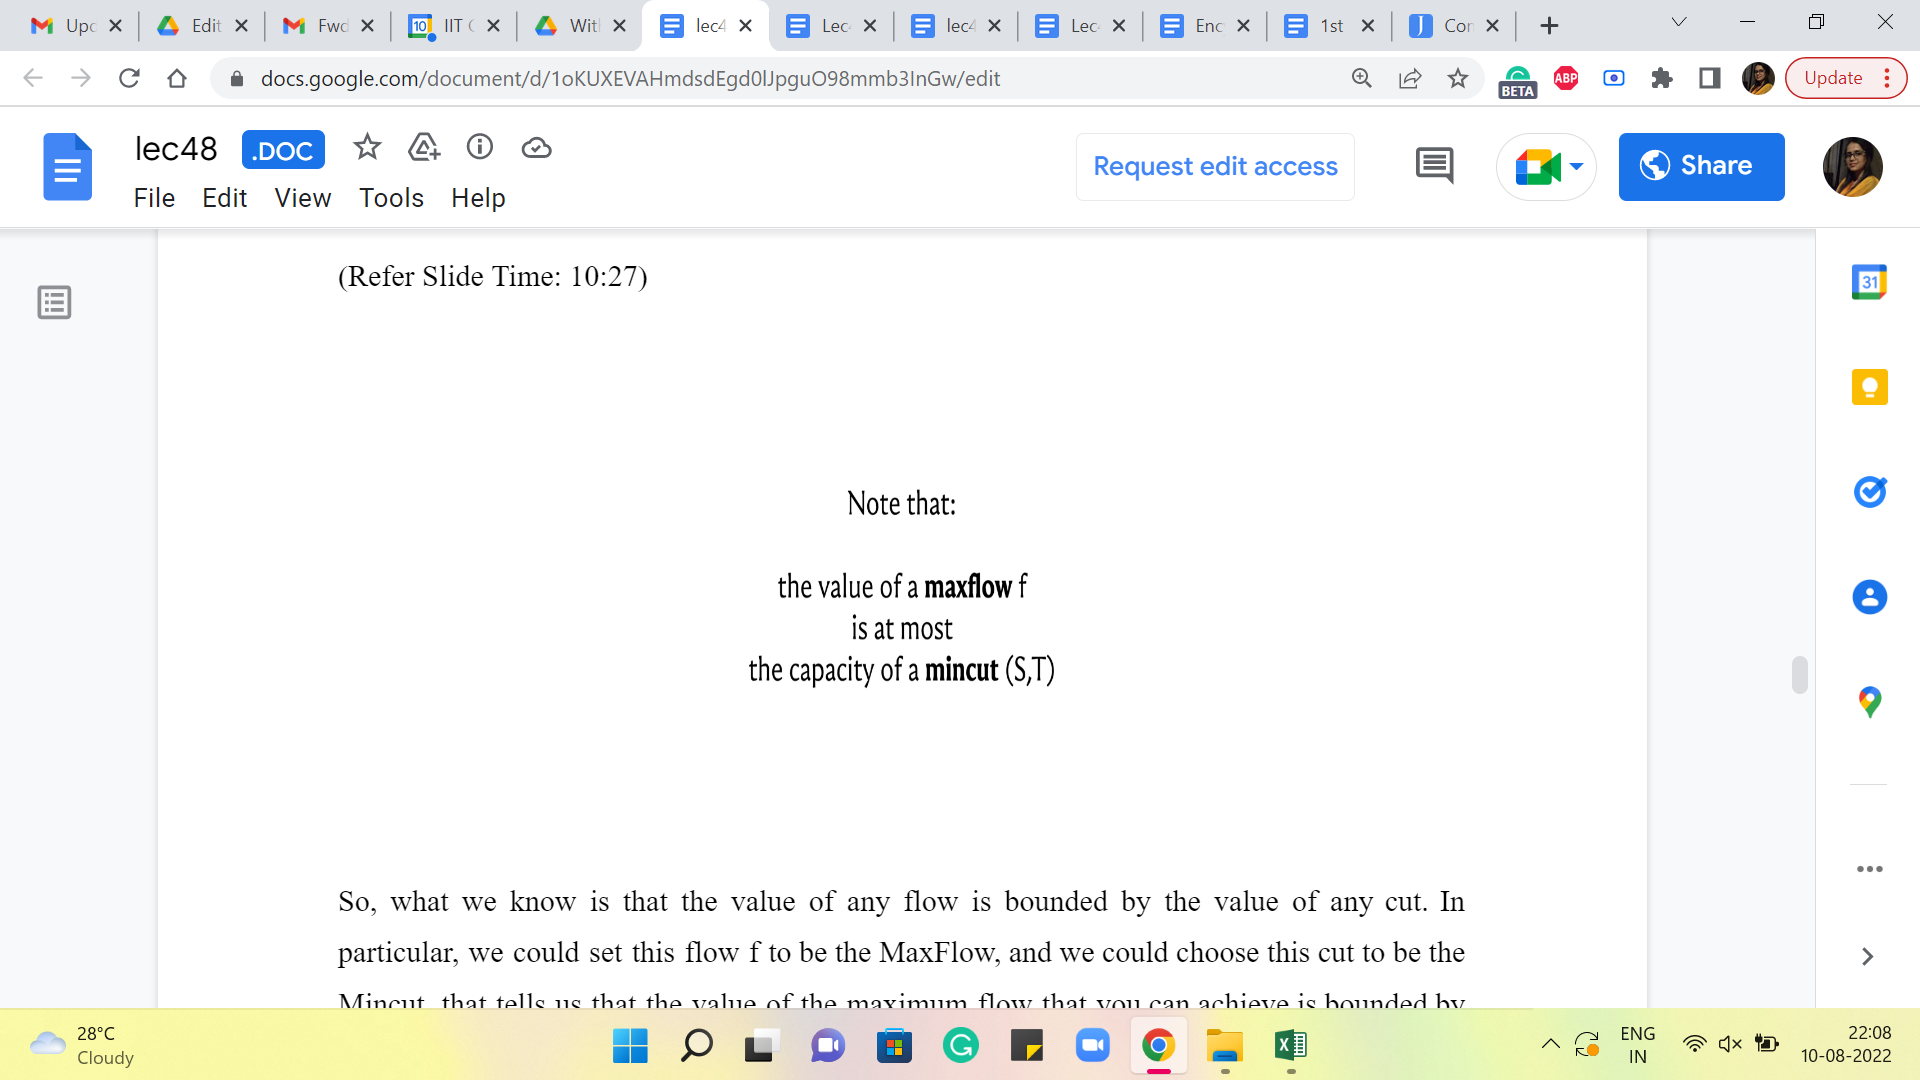 Upc
Edit
Fwd
IIT
Wit
lec4
Lec
lec4
Lec
Enc
1st
Con
docs.google.com/document/d/1oKUXEVAHmdsdEgd0lJpguO98mmb3InGw/edit
BETA
ABP
Update
lec48
.DOC
File Edit View Tools Help
Request edit access
Share
31
(Refer Slide Time: 10:27)
Note that:
the value of a maxflow f
is at most
the capacity of a mincut (S,T)
So, what we know is that the value of any flow is bounded by the value of any cut. In
particular, we could set this flow f to be the MaxFlow, and we could choose this cut to be the
Mincut, that tells us that the value of the maximum flow that you can achieve is bounded by
28°C
Cloudy
ENG
IN
22:08
10-08-2022